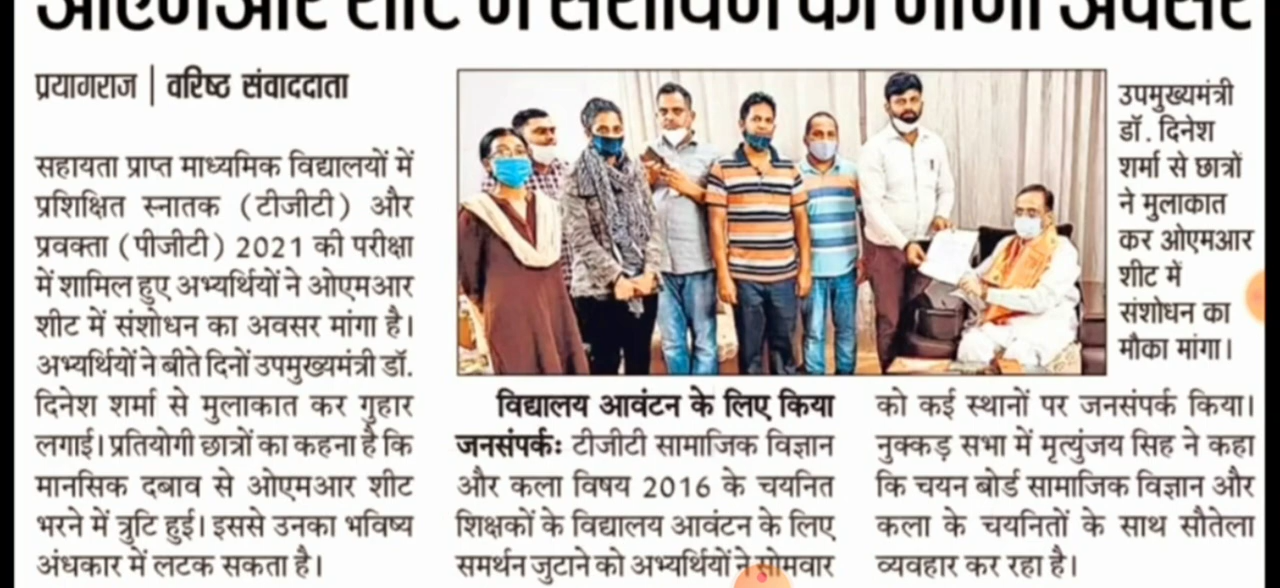 ओएमआर शीट में संशोधन का मांगा अवसर
प्रयागराज | वरिष्ठ संवाददाता
सहायता प्राप्त माध्यमिक विद्यालयों में
प्रशिक्षित स्नातक (टीजीटी) और
प्रवक्ता (पीजीटी) 2021 की परीक्षा
में शामिल हुए अभ्यर्थियों ने ओएमआर
शीट में संशोधन का अवसर मांगा है।
अभ्यर्थियों ने बीते दिनों उपमुख्यमंत्री डॉ.
दिनेश शर्मा से मुलाकात कर गुहार
लगाई। प्रतियोगी छात्रों का कहना है कि
मानसिक दबाव से ओएमआर शीट
भरने में त्रुटि हुई। इससे उनका भविष्य
अंधकार में लटक सकता है।
उपमुख्यमंत्री
डॉ. दिनेश
शर्मा से छात्रों
ने मुलाकात
कर ओएमआर
शीट में
संशोधन का
मौका मांगा।
विद्यालय आवंटन के लिए किया
जनसंपर्कः टीजीटी सामाजिक विज्ञान
और कला विषय 2016 के चयनित
शिक्षकों के विद्यालय आवंटन के लिए
समर्थन जुटाने को अभ्यर्थियों ने सोमवार
को कई स्थानों पर जनसंपर्क किया।
नुक्कड़ सभा में मृत्युंजय सिह ने कहा
कि चयन बोर्ड सामाजिक विज्ञान और
कला के चयनितों के साथ सौतेला
व्यवहार कर रहा है।